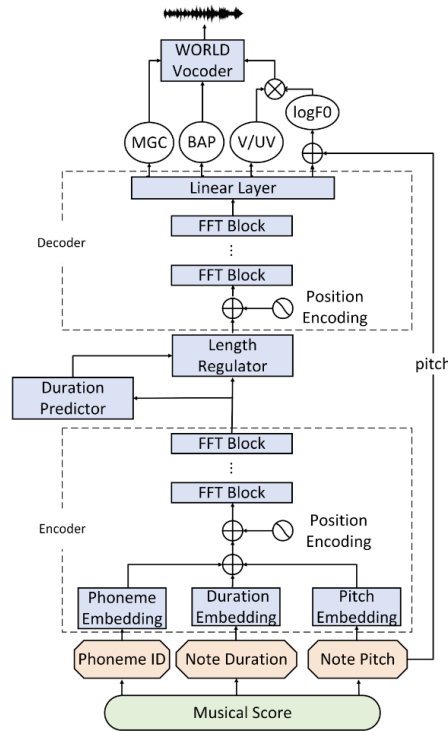 WORLD
Vocoder
MGC
BAP
V/UV
logF0
Linear Layer
FFT Block
Decoder
...
FFT Block
Position
Encoding
Length
Regulator
pitch
Duration
Predictor
FFT Block
...
FFT Block
Encoder
Position
Encoding
Phoneme
Embedding
Duration
Embedding
Pitch
Embedding
Phoneme ID
Note Duration
Note Pitch
Musical Score